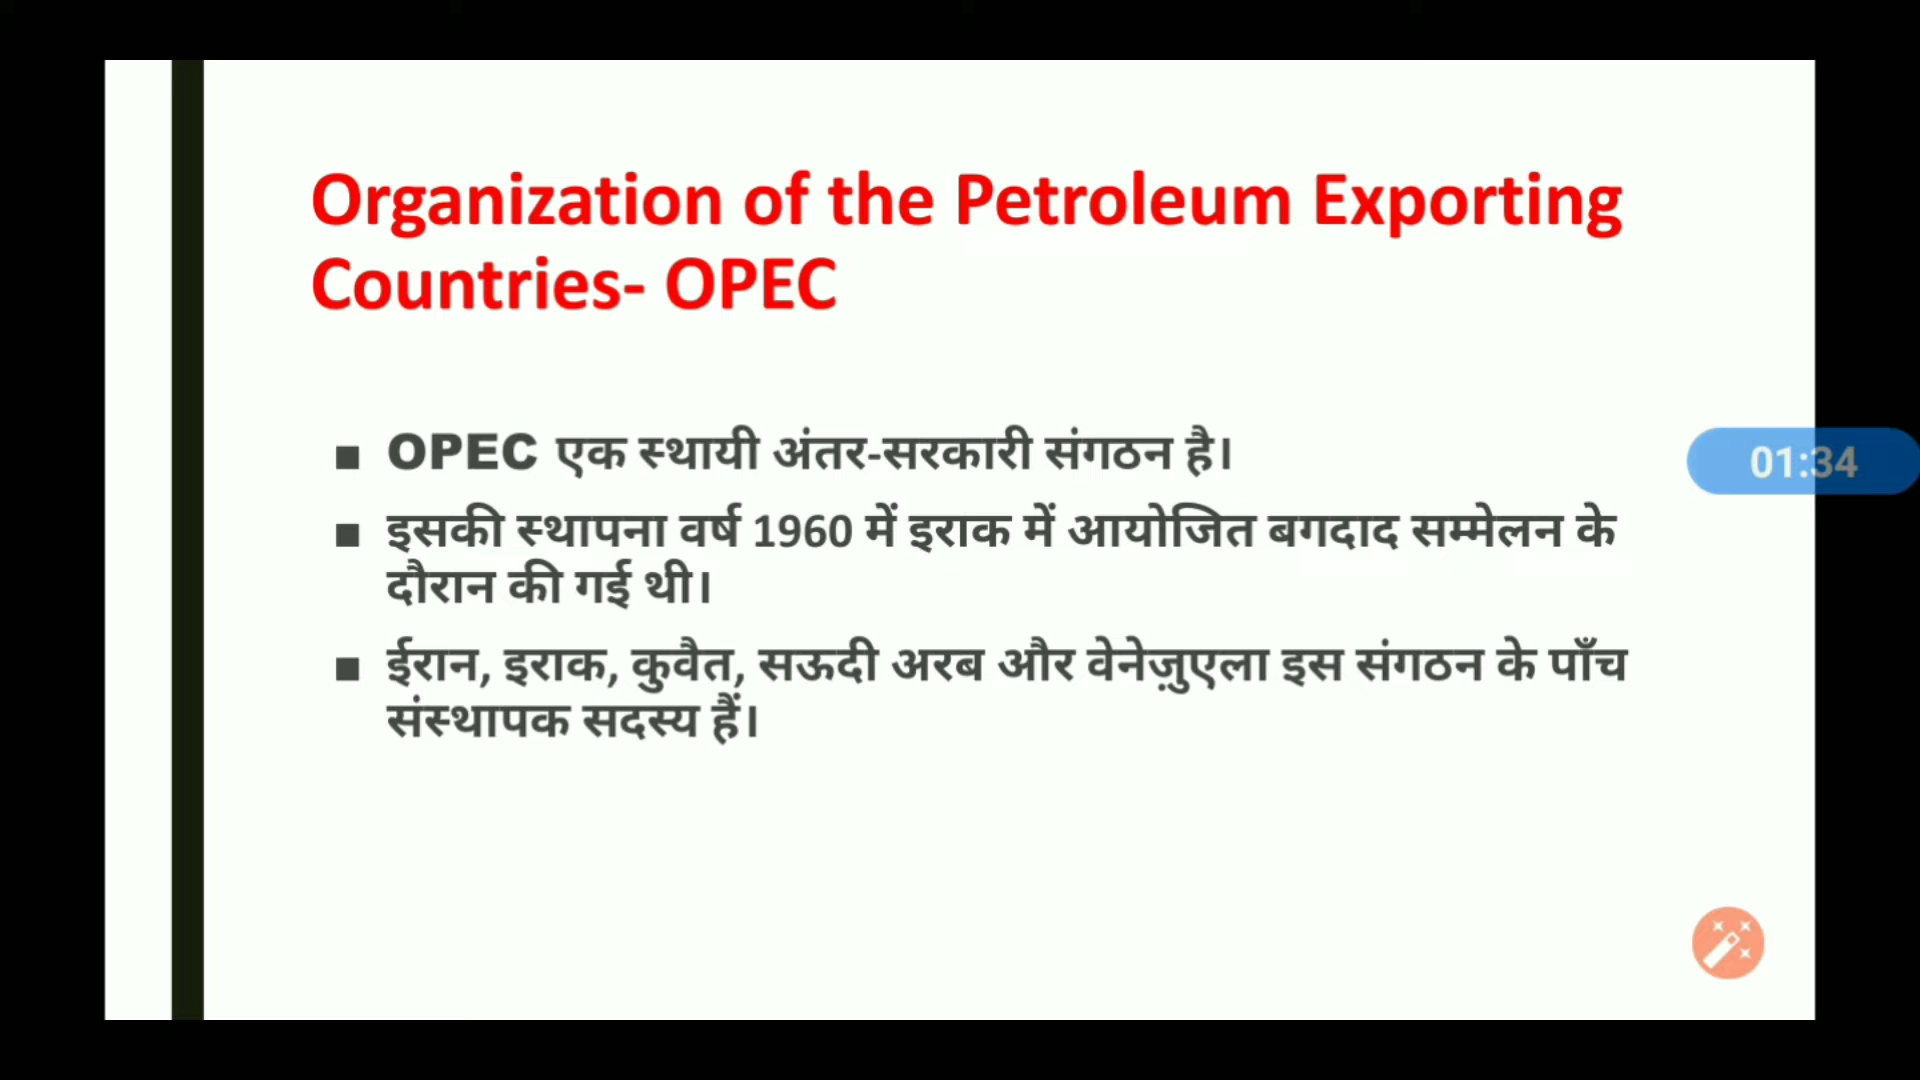 Organization of the Petroleum Exporting
Countries- OPEC
■ OPEC एक स्थायी अंतर-सरकारी संगठन है।
■ इसकी स्थापना वर्ष 1960 में इराक में आयोजित बगदाद सम्मेलन के
दौरान की गई थी।
■ ईरान, इराक, कुवैत, सऊदी अरब और वेनेज़ुएला इस संगठन के पाँच
संस्थापक सदस्य हैं।
01:34